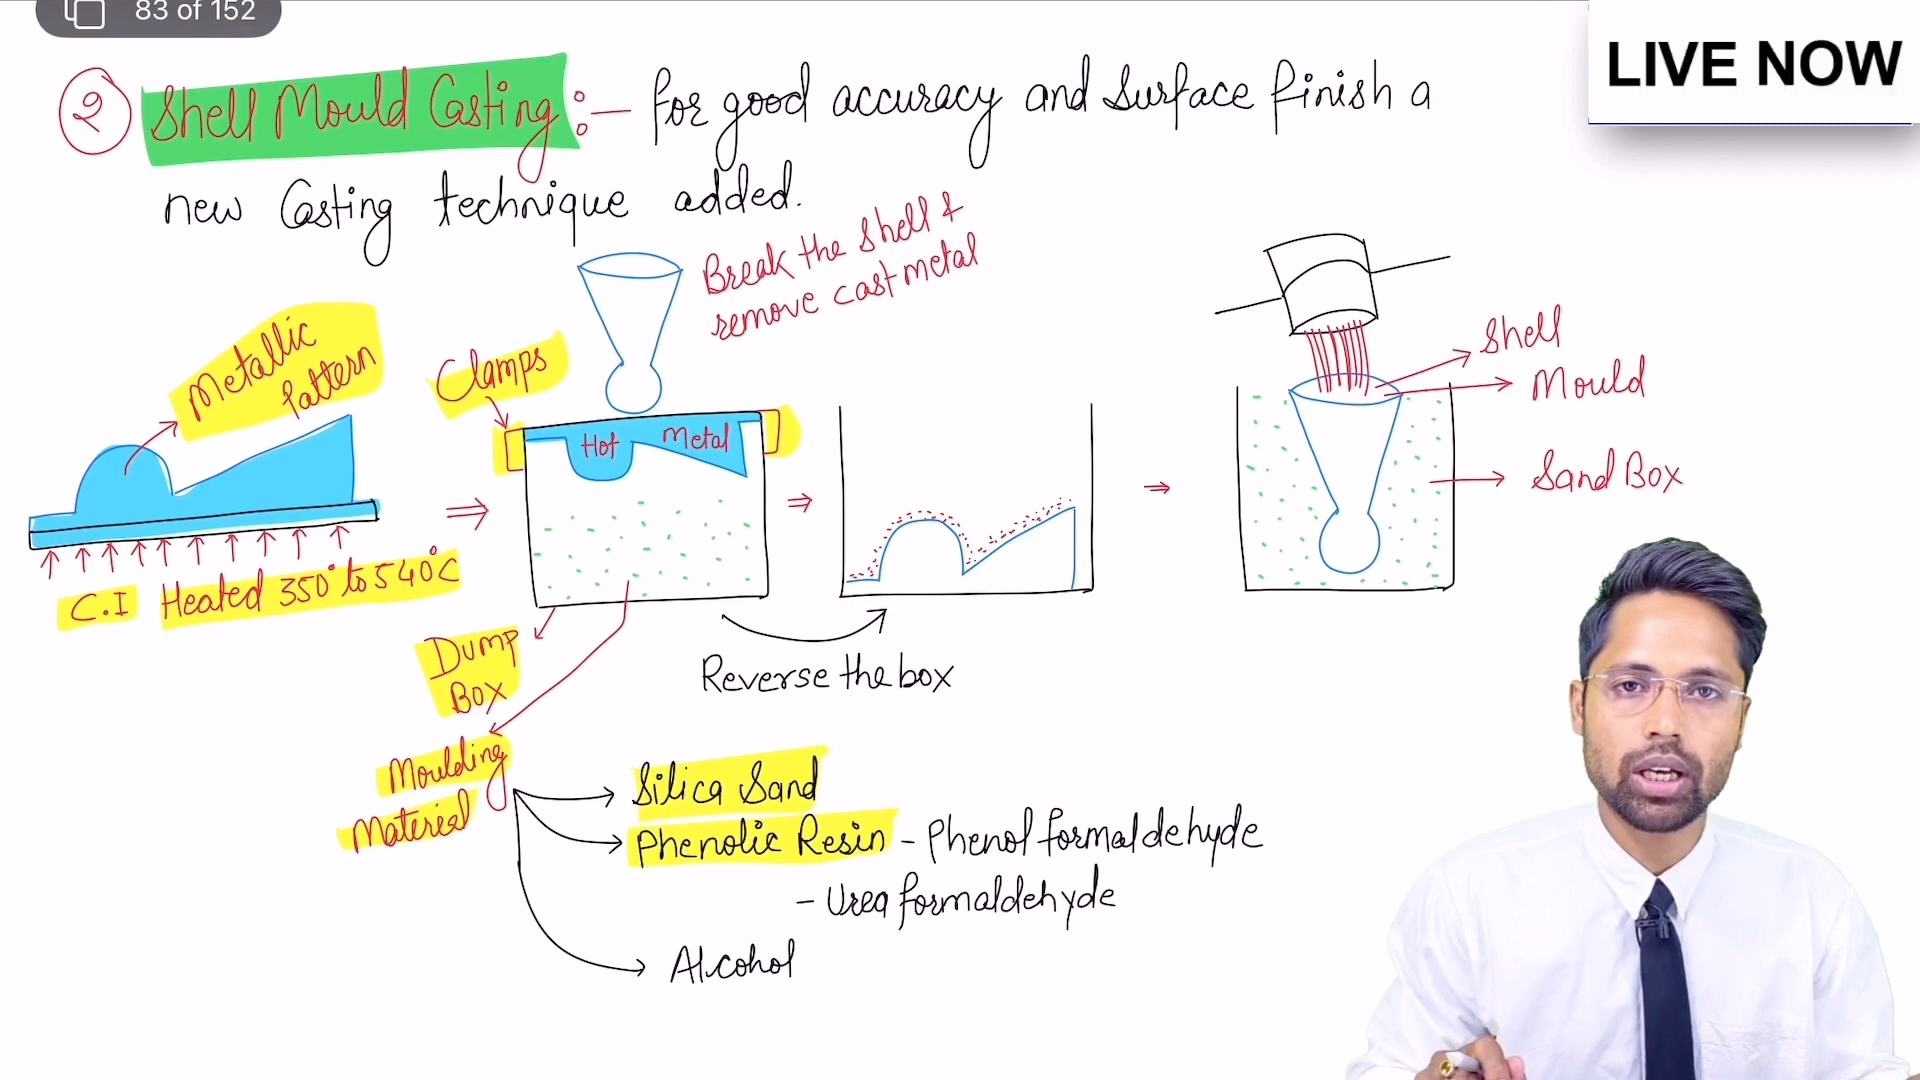 83 of 152
LIVE NOW
2 Shell Mould Casting :- for good accuracy and Surface finish a
new Casting technique added.
Break the Shell &
remove cast metal
Metallic
Pattern
Clamps
Hot Metal
Shell
Mould
Sand Box
C.I Heated 350° to 540°C
Dump
Box
Reverse the box
Moulding
Material
Silica Sand
Phenolic Resin - Phenol formaldehyde
- Urea formaldehyde
Alcohol